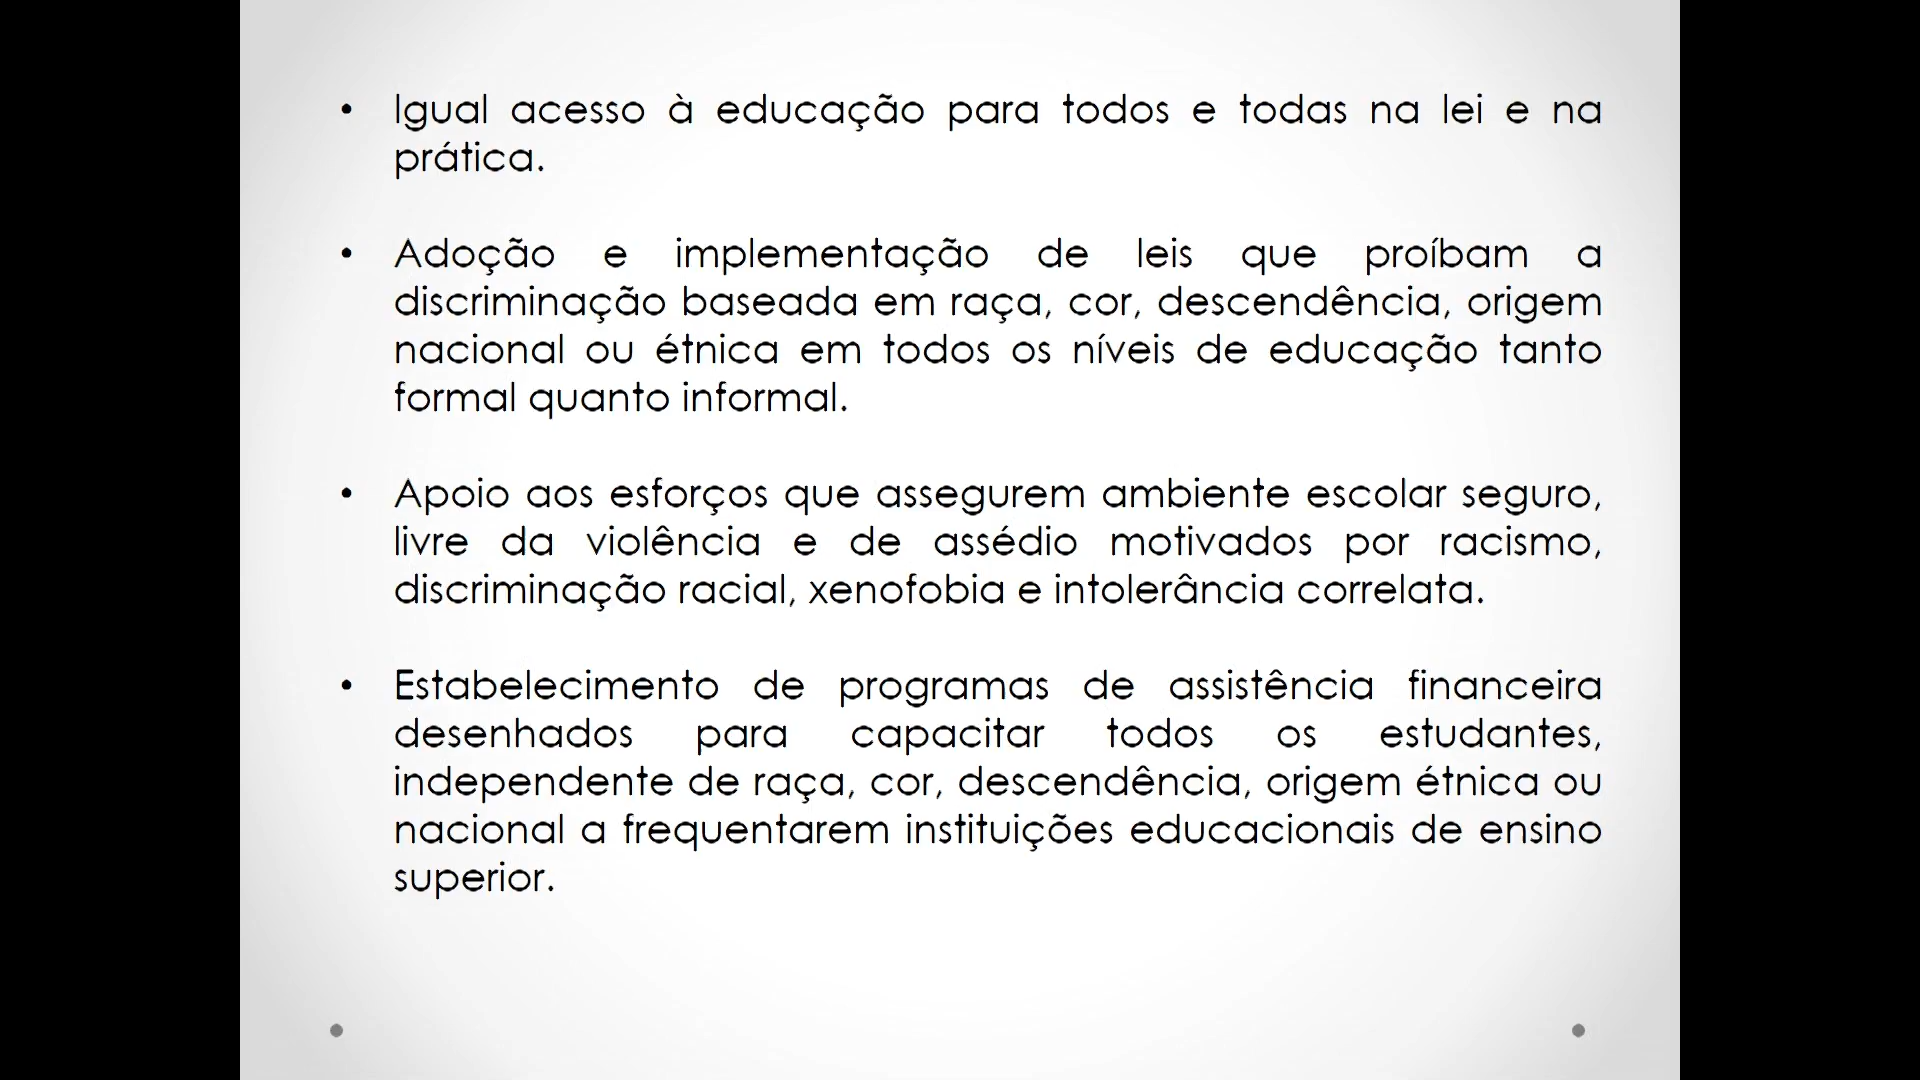 • Igual acesso à educação para todos e todas na lei e na
prática.
• Adoção e implementação de leis que proíbam a
discriminação baseada em raça, cor, descendência, origem
nacional ou étnica em todos os níveis de educação tanto
formal quanto informal.
• Apoio aos esforços que assegurem ambiente escolar seguro,
livre da violência e de assédio motivados por racismo,
discriminação racial, xenofobia e intolerância correlata.
• Estabelecimento de programas de assistência financeira
desenhados para capacitar todos os estudantes,
independente de raça, cor, descendência, origem étnica ou
nacional a frequentarem instituições educacionais de ensino
superior.